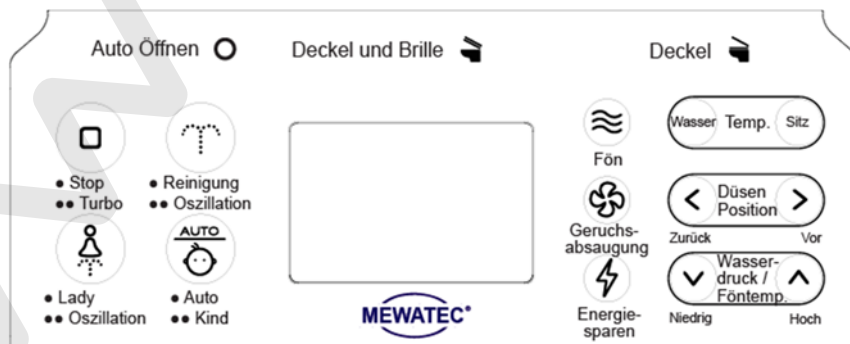 Auto Öffnen
Deckel und Brille
Deckel
• Stop
•• Turbo
• Reinigung
•• Oszillation
AUTO
• Lady
•• Oszillation
• Auto
•• Kind
MEWATEC
Fön
Geruchs-
absaugung
Energie-
sparen
Wasser Temp. Sitz
Düsen
Position
Zurück Vor
Wasser-
druck /
Föntemp.
Niedrig Hoch